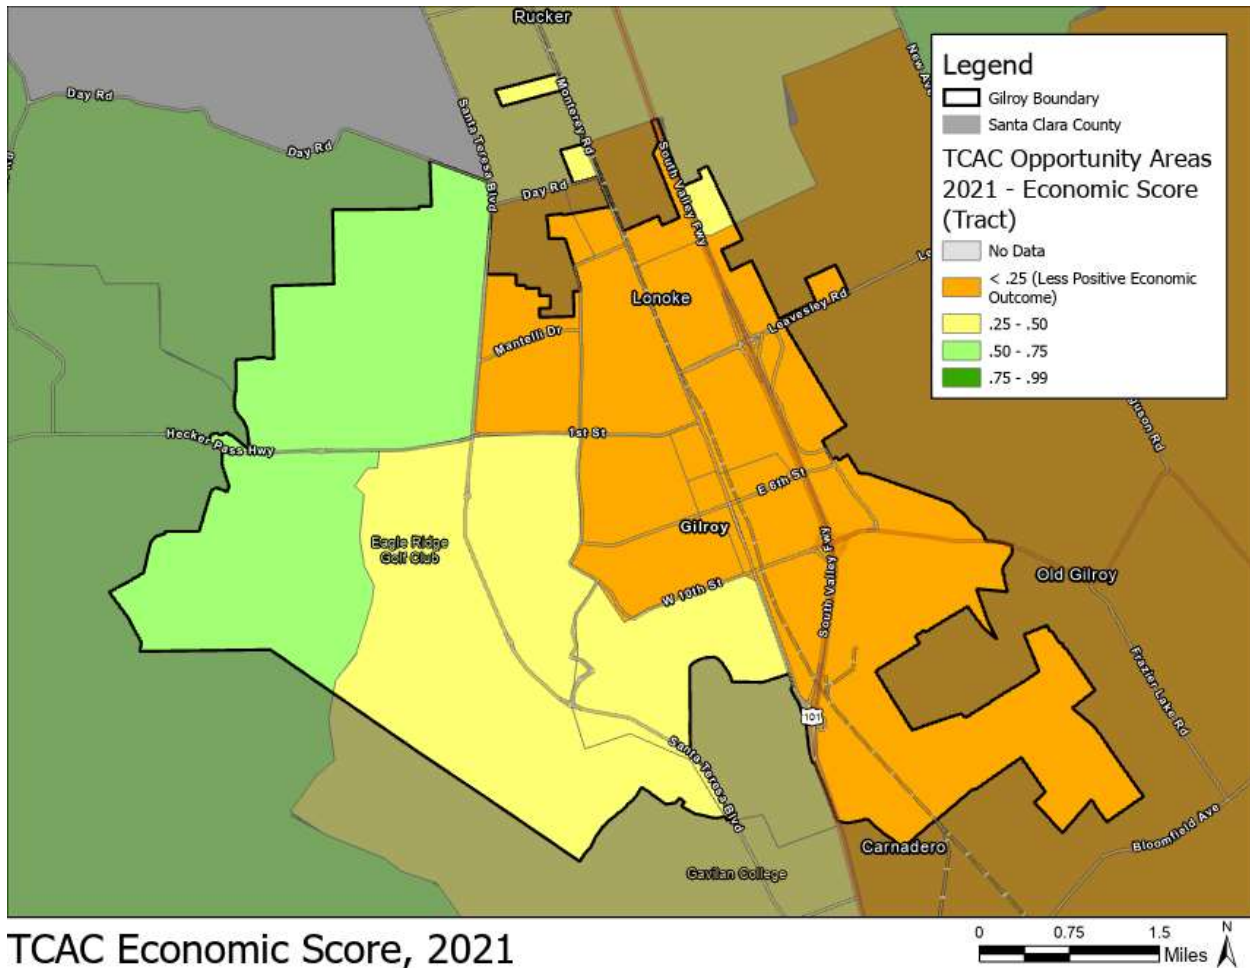 Rucker
New Ave
Day Rd
Day Rd
Santa Teresa Blvd
Monterey Rd
South Valley Fwy
Day Rd
Lonoke
Leavesley Rd
Mantelli Dr
Hecker Pass Hwy
1st St
E 6th St
Gilroy
Eagle Ridge
Golf Club
W 10th St
South Valley Fwy
Old Gilroy
Frazier Lake Rd
101
Santa Teresa Blvd
Bloomfield Ave
Carnadero
Gavilan College
Legend
Gilroy Boundary
Santa Clara County
TCAC Opportunity Areas
2021 - Economic Score
(Tract)
No Data
< .25 (Less Positive Economic
Outcome)
.25 - .50
.50 - .75
.75 - .99
guson Rd
TCAC Economic Score, 2021
0 0.75 1.5
Miles
N